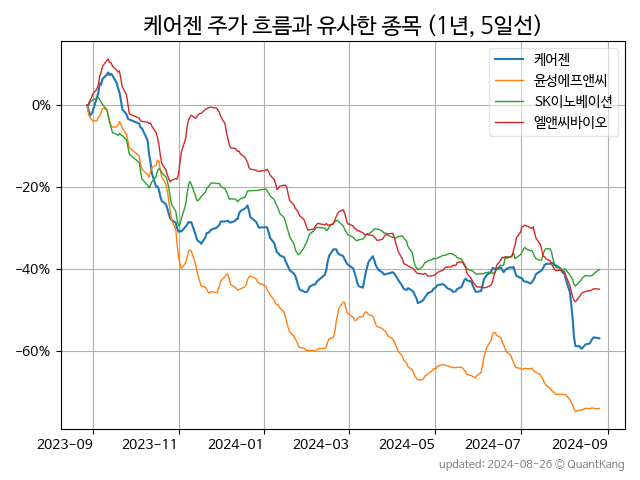 케어젠 주가 흐름과 유사한 종목 (1년, 5일선)
케어젠
윤성에프앤씨
SK이노베이션
엘앤씨바이오
0%
−20%
−40%
−60%
2023-09 2023-11 2024-01 2024-03 2024-05 2024-07 2024-09
updated: 2024-08-26 © QuantKang